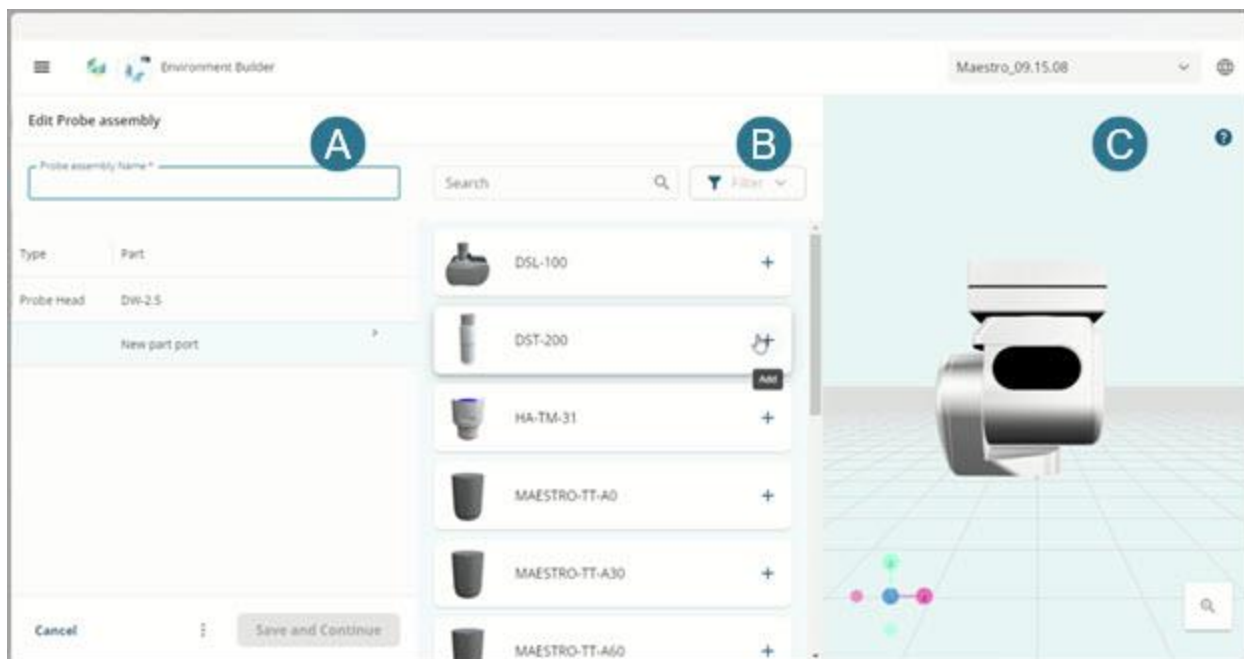 Environment Builder
Maestro_09.15.08
Edit Probe assembly
A
B
C
Probe assembly Name *
Search
Filter
Type
Part
Probe Head
DW-2.5
New part port
DSL-100
DST-200
Add
HA-TM-31
MAESTRO-TT-A0
MAESTRO-TT-A30
MAESTRO-TT-A60
Cancel
Save and Continue